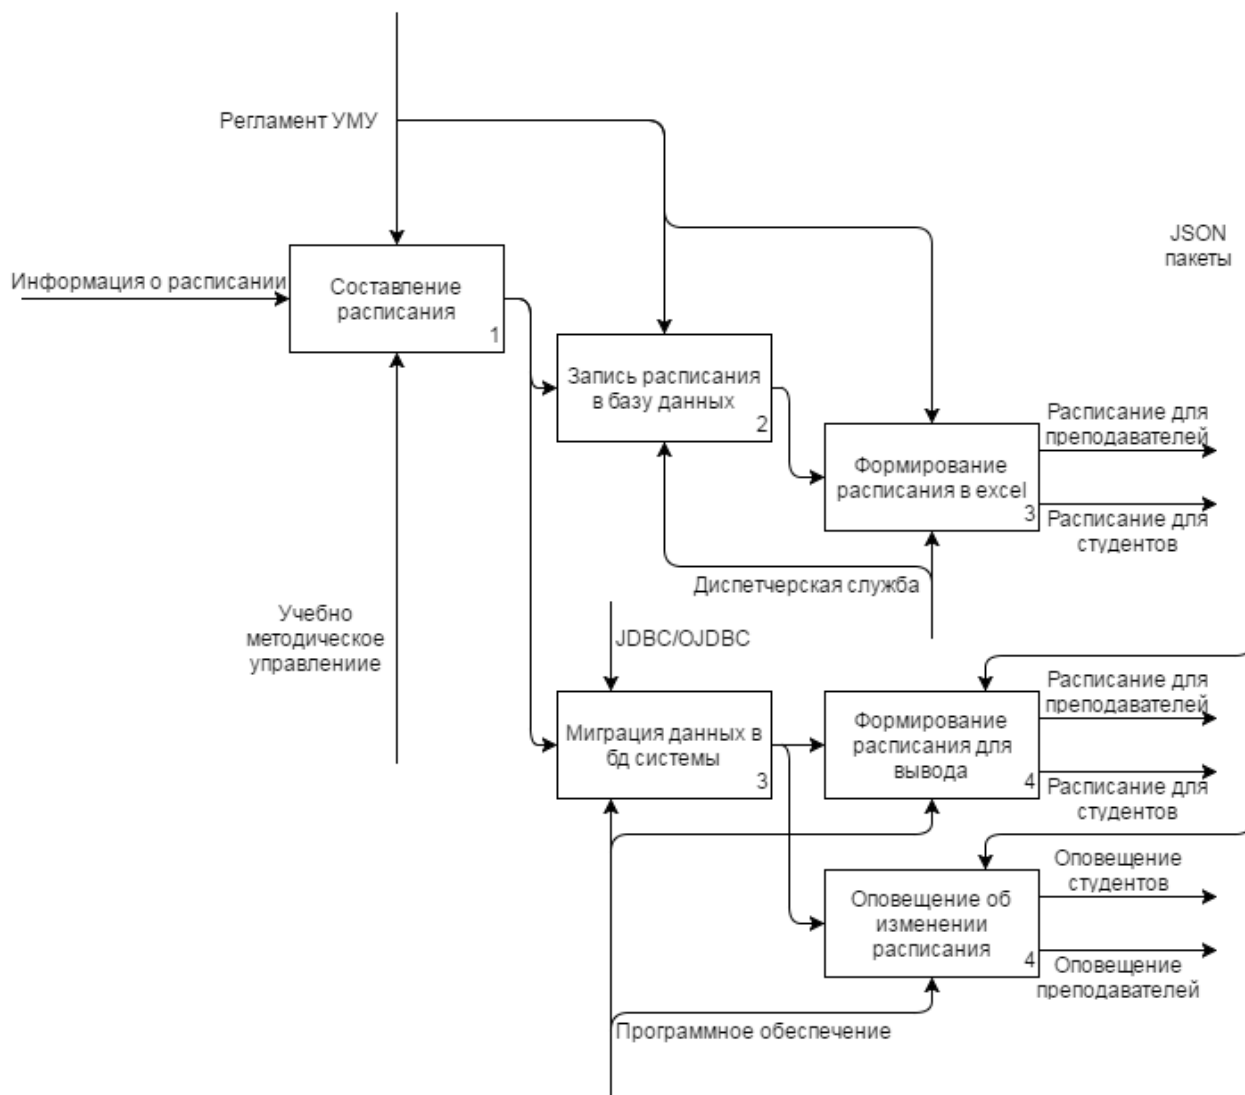 Регламент УМУ
JSON
пакеты
Информация о расписании
Составление
расписания
1
Запись расписания
в базу данных
2
Расписание для
преподавателей
Формирование
расписания в excel
3
Расписание для
студентов
Диспетчерская служба
Учебно
методическое
управлениие
JDBC/OJDBC
Расписание для
преподавателей
Миграция данных в
бд системы
3
Формирование
расписания для
вывода
4
Расписание для
студентов
Оповещение
студентов
Оповещение об
изменении
расписания
4
Оповещение
преподавателей
Программное обеспечение